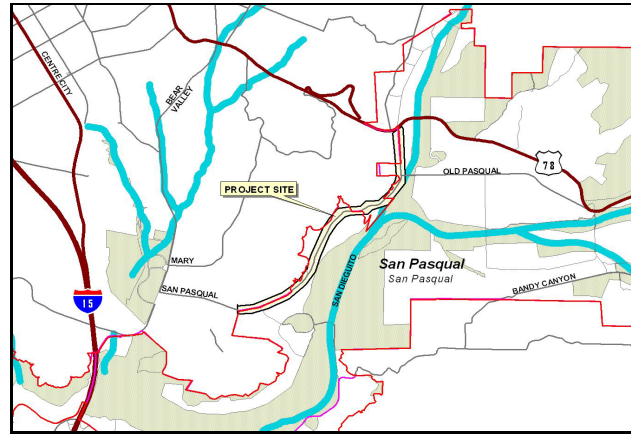 CENTRE CITY
BEAR
VALLEY
78
OLD PASQUAL
PROJECT SITE
MARY
San Pasqual
San Pasqual
SAN PASQUAL
SAN DIEGUITO
BANDY CANYON
15